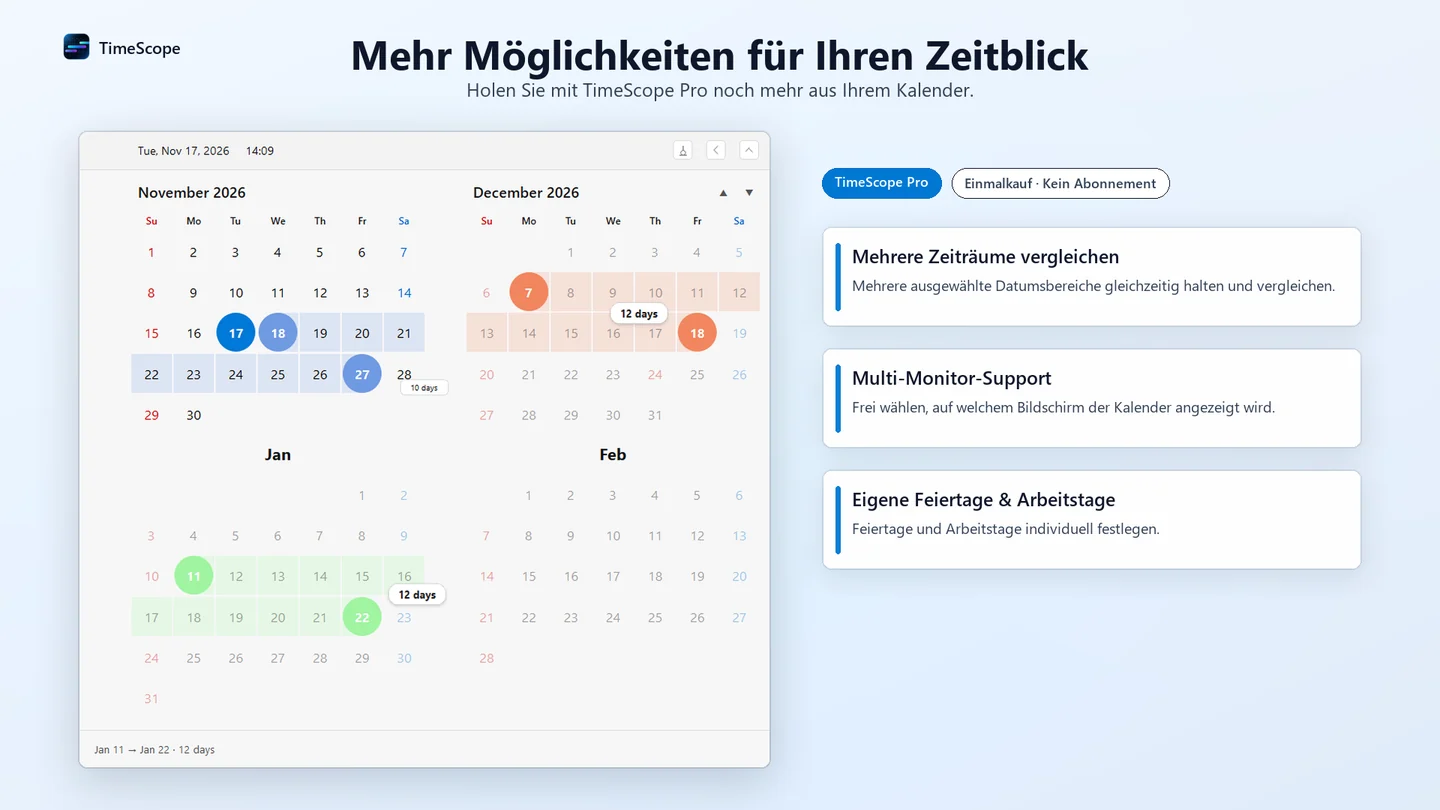 TimeScope
Mehr Möglichkeiten für Ihren Zeitblick
Holen Sie mit TimeScope Pro noch mehr aus Ihrem Kalender.
Tue, Nov 17, 2026 14:09
November 2026
Su Mo Tu We Th Fr Sa
1 2 3 4 5 6 7
8 9 10 11 12 13 14
15 16 17 18 19 20 21
22 23 24 25 26 27 28
10 days
29 30
December 2026 ▲ ▼
Su Mo Tu We Th Fr Sa
1 2 3 4 5
6 7 8 9 10 11 12
12 days
13 14 15 16 17 18 19
20 21 22 23 24 25 26
27 28 29 30 31
Jan
1 2
3 4 5 6 7 8 9
10 11 12 13 14 15 16
12 days
17 18 19 20 21 22 23
24 25 26 27 28 29 30
31
Feb
1 2 3 4 5 6
7 8 9 10 11 12 13
14 15 16 17 18 19 20
21 22 23 24 25 26 27
28
Jan 11 → Jan 22 · 12 days
TimeScope Pro
Einmalkauf · Kein Abonnement
Mehrere Zeiträume vergleichen
Mehrere ausgewählte Datumsbereiche gleichzeitig halten und vergleichen.
Multi-Monitor-Support
Frei wählen, auf welchem Bildschirm der Kalender angezeigt wird.
Eigene Feiertage & Arbeitstage
Feiertage und Arbeitstage individuell festlegen.